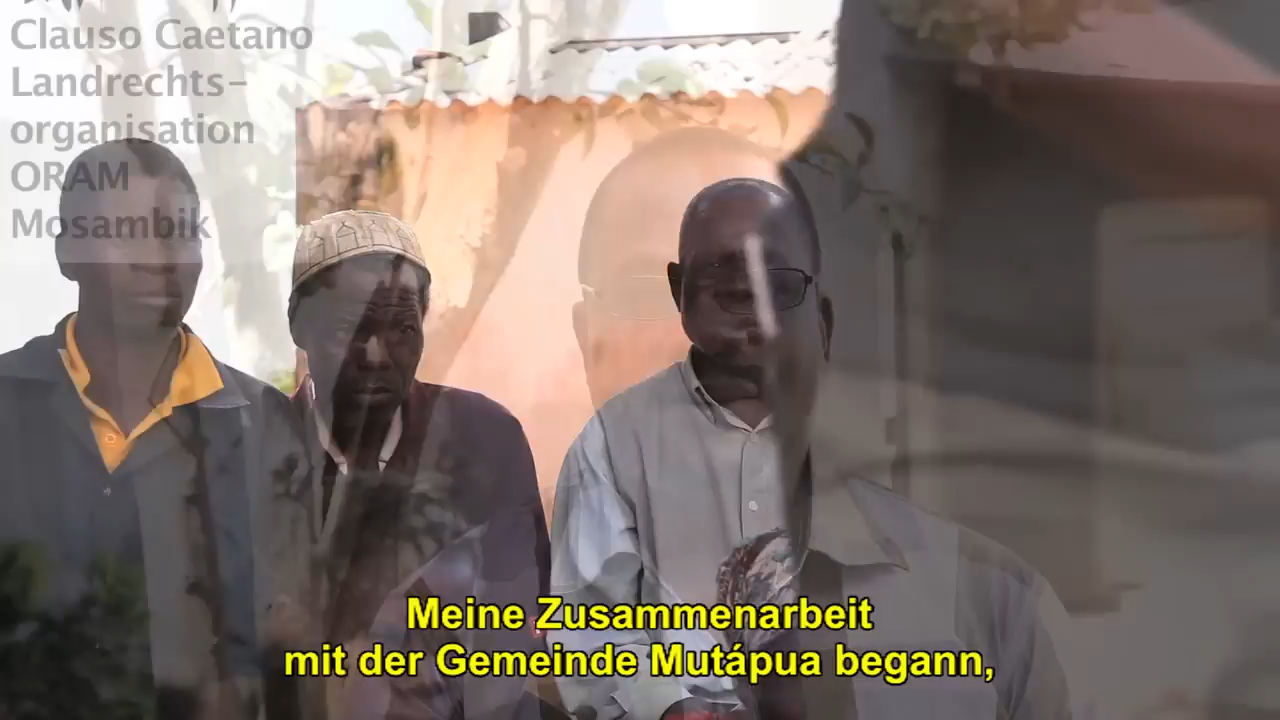 Clauso Caetano
Landrechts-
organisation
ORAM
Mosambik
Meine Zusammenarbeit
mit der Gemeinde Mutápua begann,